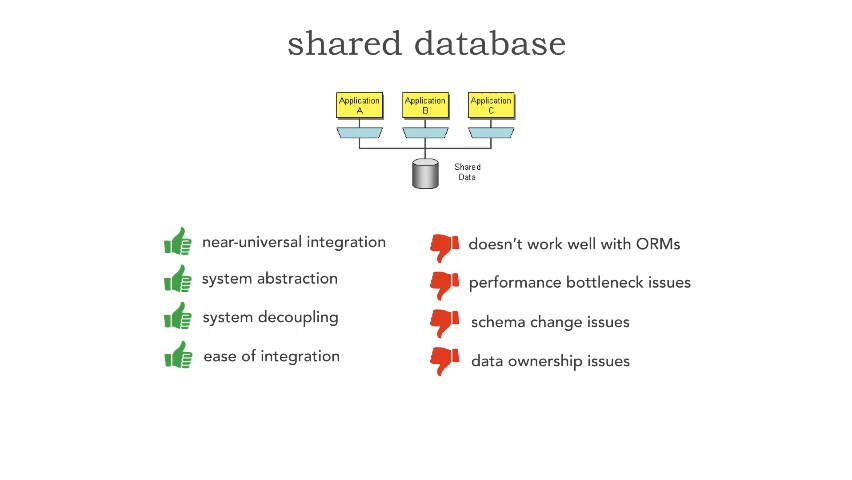 shared database
Application
A
Application
B
Application
C
Shared
Data
near-universal integration
system abstraction
system decoupling
ease of integration
doesn't work well with ORMs
performance bottleneck issues
schema change issues
data ownership issues